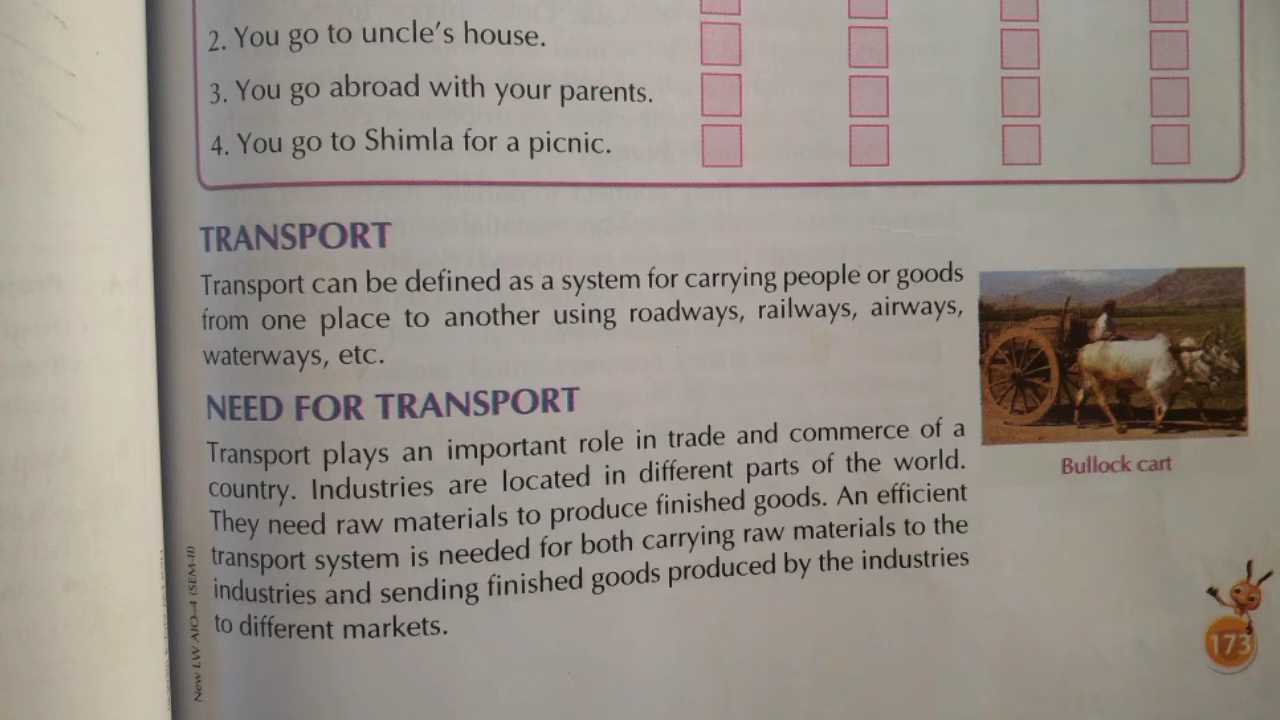 2. You go to uncle's house.
3. You go abroad with your parents.
4. You go to Shimla for a picnic.
TRANSPORT
Transport can be defined as a system for carrying people or goods
from one place to another using roadways, railways, airways,
waterways, etc.
NEED FOR TRANSPORT
Transport plays an important role in trade and commerce of a
country. Industries are located in different parts of the world.
They need raw materials to produce finished goods. An efficient
transport system is needed for both carrying raw materials to the
industries and sending finished goods produced by the industries
to different markets.
Bullock cart
New LW AIO-4 (SEM-II)
173